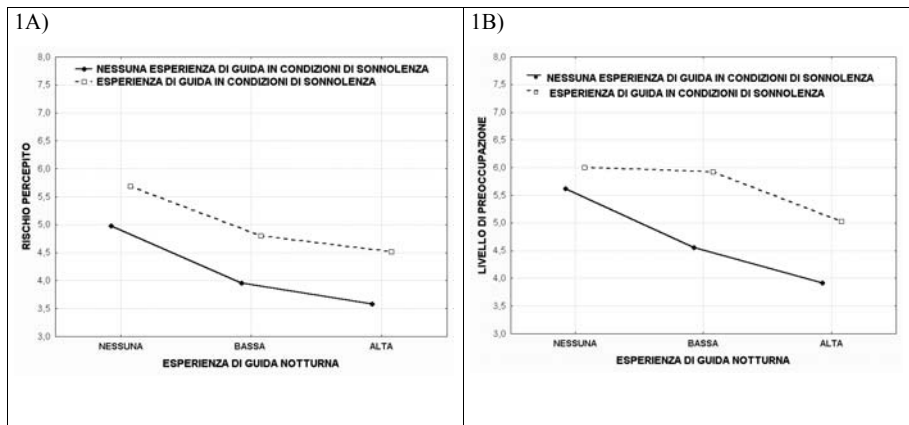 1A)
8,0
NESSUNA ESPERIENZA DI GUIDA IN CONDIZIONI DI SONNOLENZA
ESPERIENZA DI GUIDA IN CONDIZIONI DI SONNOLENZA
7,5
7,0
6,5
6,0
5,5
5,0
4,5
4,0
3,5
3,0
RISCHIO PERCEPITO
NESSUNA BASSA ALTA
ESPERIENZA DI GUIDA NOTTURNA
1B)
8,0
NESSUNA ESPERIENZA DI GUIDA IN CONDIZIONI DI SONNOLENZA
ESPERIENZA DI GUIDA IN CONDIZIONI DI SONNOLENZA
7,5
7,0
6,5
6,0
5,5
5,0
4,5
4,0
3,5
3,0
LIVELLO DI PREOCCUPAZIONE
NESSUNA BASSA ALTA
ESPERIENZA DI GUIDA NOTTURNA